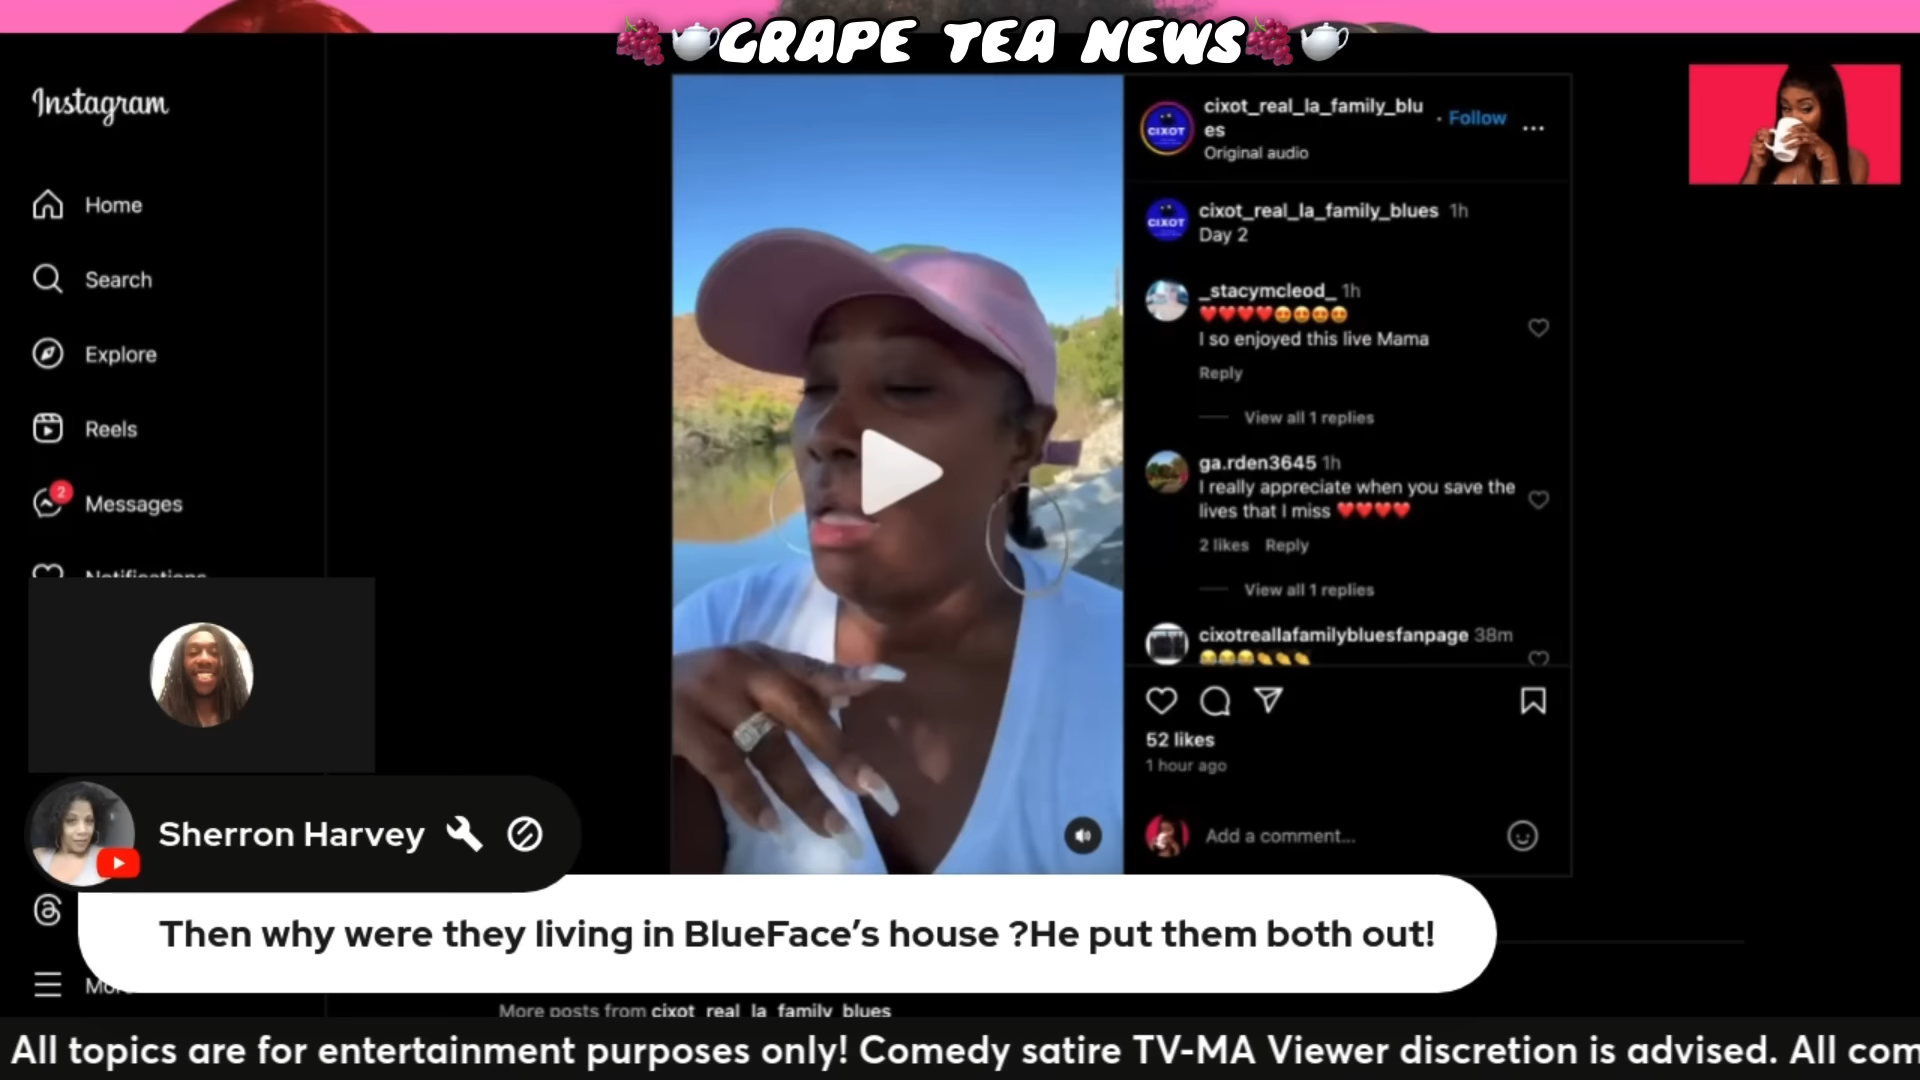 GRAPE TEA NEWS
Instagram
Home
Search
Explore
Reels
2
Messages
Notifications
More
CIXOT
cixot_real_la_family_blu
es
Follow
Original audio
CIXOT
cixot_real_la_family_blues 1h
Day 2
_stacymcleod_ 1h
❤️❤️❤️❤️😍😍😍😍
I so enjoyed this live Mama
Reply
View all 1 replies
ga.rden3645 1h
I really appreciate when you save the
lives that I miss ❤️❤️❤️❤️
2 likes Reply
View all 1 replies
cixotreallafamilybluesfanpage 38m
😂😂😂👏👏👏
52 likes
1 hour ago
Add a comment...
Sherron Harvey
Then why were they living in BlueFace’s house ?He put them both out!
More posts from cixot_real_la_family_blues
All topics are for entertainment purposes only! Comedy satire TV-MA Viewer discretion is advised. All com